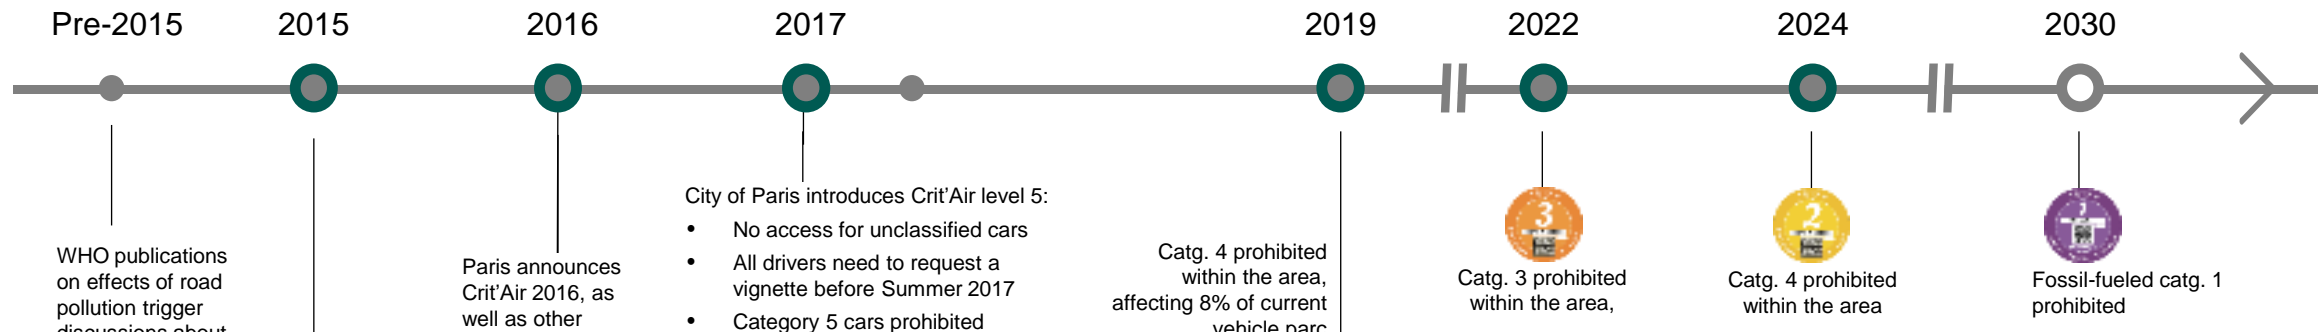 Pre-2015
2015
2016
2017
2019
2022
2024
2030
WHO publications
on effects of road
pollution trigger
discussions about
Paris announces
Crit'Air 2016, as
well as other
City of Paris introduces Crit'Air level 5:
• No access for unclassified cars
• All drivers need to request a
vignette before Summer 2017
• Category 5 cars prohibited
Catg. 4 prohibited
within the area,
affecting 8% of current
vehicle parc
3
Catg. 3 prohibited
within the area,
2
Catg. 4 prohibited
within the area
Fossil-fueled catg. 1
prohibited